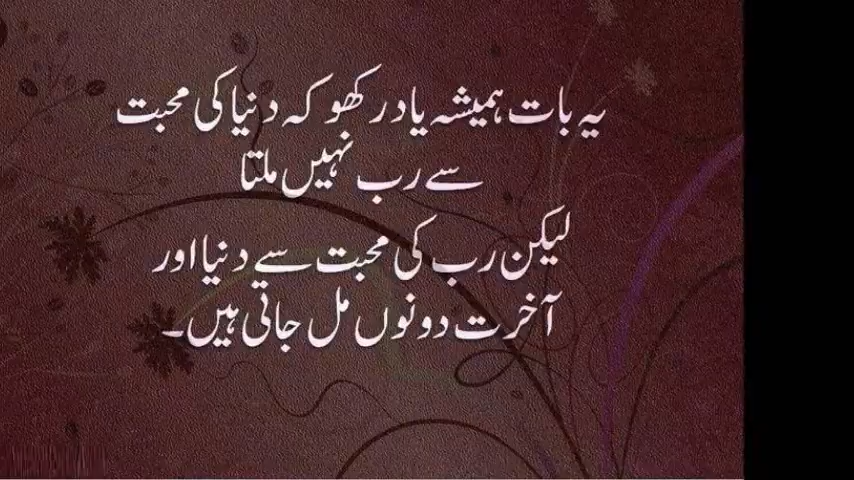 یہ بات ہمیشہ یاد رکھو کہ دنیا کی محبت
سے رب نہیں ملتا
لیکن رب کی محبت سے دنیا اور
آخرت دونوں مل جاتی ہیں۔